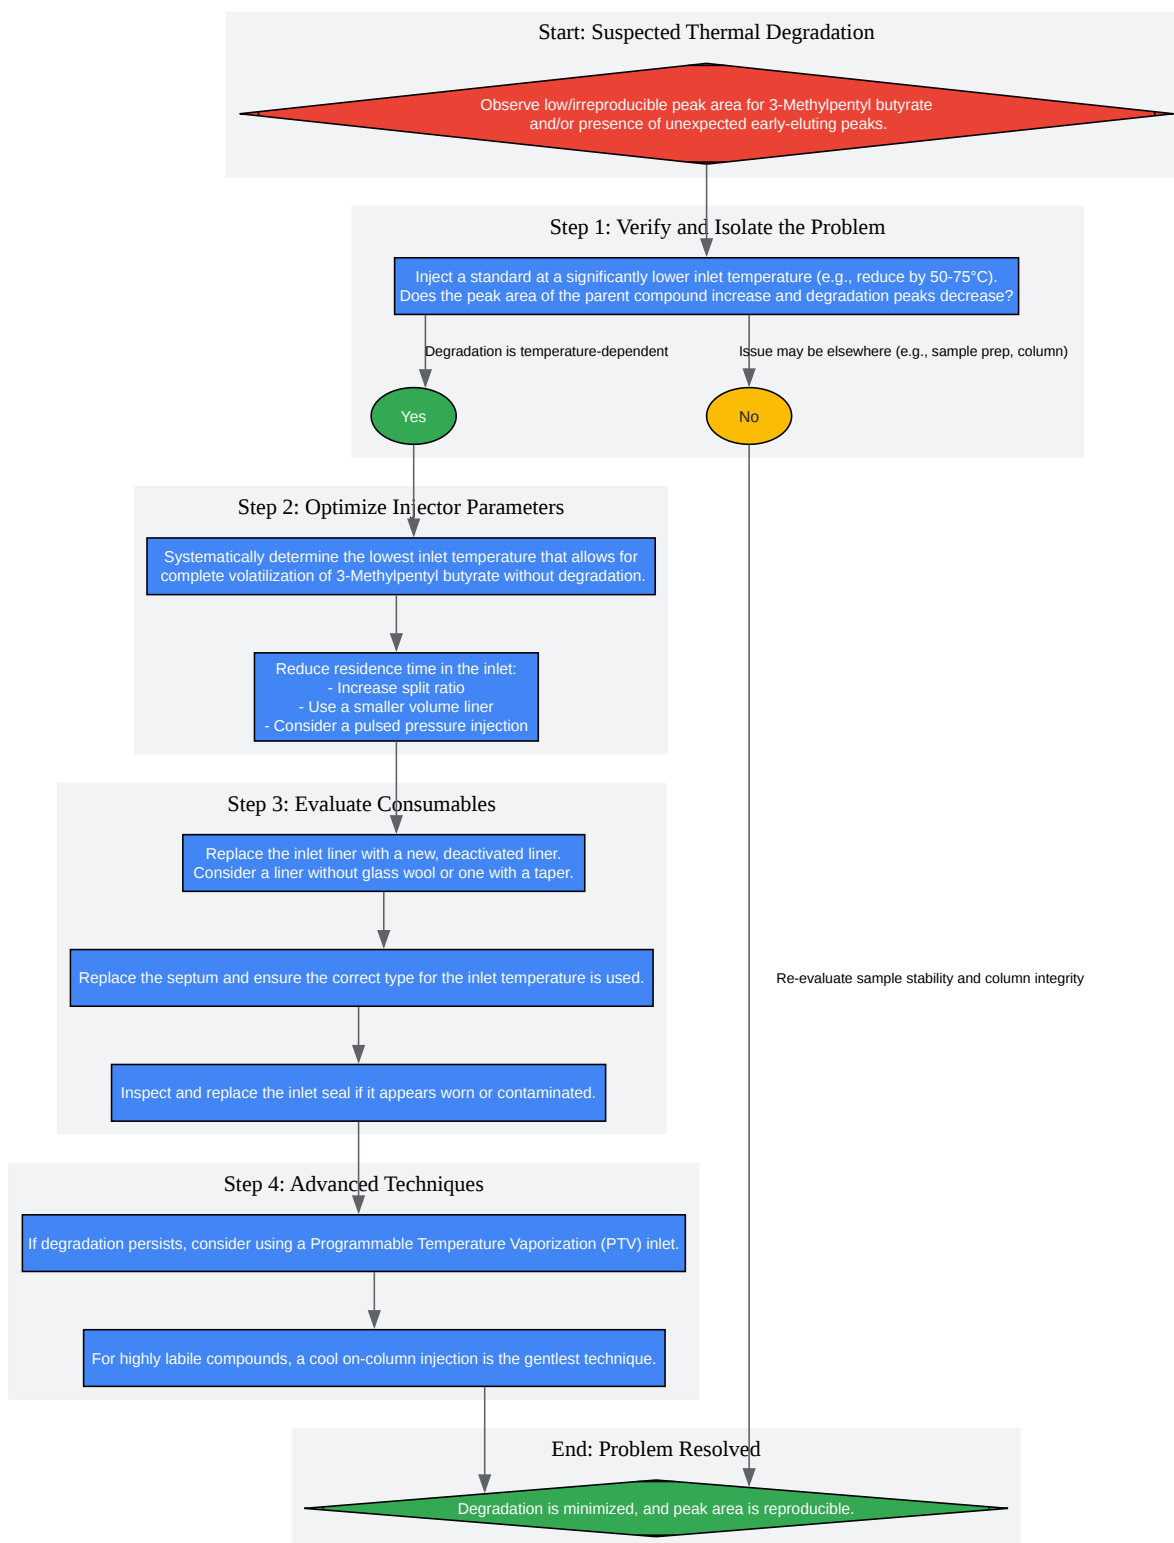 Start: Suspected Thermal Degradation
Observe low/irreproducible peak area for 3-Methylpentyl butyrate
and/or presence of unexpected early-eluting peaks.
Step 1: Verify and Isolate the Problem
Inject a standard at a significantly lower inlet temperature (e.g., reduce by 50-75°C).
Does the peak area of the parent compound increase and degradation peaks decrease?
Degradation is temperature-dependent
Issue may be elsewhere (e.g., sample prep, column)
Yes
No
Step 2: Optimize Injector Parameters
Systematically determine the lowest inlet temperature that allows for
complete volatilization of 3-Methylpentyl butyrate without degradation.
Reduce residence time in the inlet:
- Increase split ratio
- Use a smaller volume liner
- Consider a pulsed pressure injection
Step 3: Evaluate Consumables
Replace the inlet liner with a new, deactivated liner.
Consider a liner without glass wool or one with a taper.
Replace the septum and ensure the correct type for the inlet temperature is used.
Re-evaluate sample stability and column integrity
Inspect and replace the inlet seal if it appears worn or contaminated.
Step 4: Advanced Techniques
If degradation persists, consider using a Programmable Temperature Vaporization (PTV) inlet.
For highly labile compounds, a cool on-column injection is the gentlest technique.
End: Problem Resolved
Degradation is minimized, and peak area is reproducible.